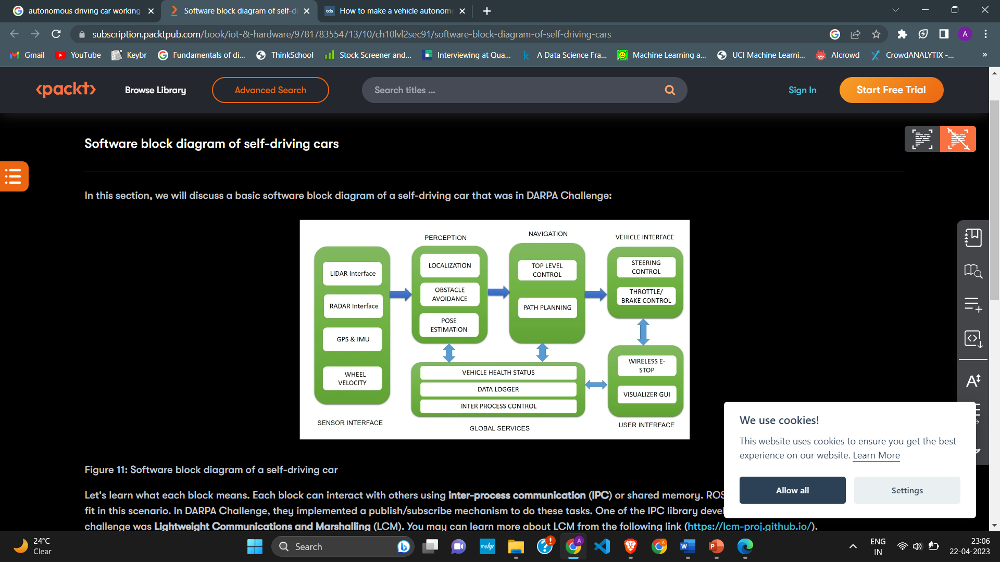 autonomous driving car working
Software block diagram of self-d
tds How to make a vehicle autonom
subscription.packtpub.com/book/iot-&-hardware/9781783554713/10/ch10lvl2sec91/software-block-diagram-of-self-driving-cars
A
Gmail YouTube Keybr Fundamentals of di... ThinkSchool Stock Screener and... Interviewing at Qua... A Data Science Fra... Machine Learning a... UCI Machine Learni... AIcrowd CrowdANALYTIX -... »
<packt> Browse Library Advanced Search Search titles ... Sign In Start Free Trial
Software block diagram of self-driving cars
In this section, we will discuss a basic software block diagram of a self-driving car that was in DARPA Challenge:
LIDAR Interface
RADAR Interface
GPS & IMU
WHEEL
VELOCITY
SENSOR INTERFACE
PERCEPTION
LOCALIZATION
OBSTACLE
AVOIDANCE
POSE
ESTIMATION
NAVIGATION
TOP LEVEL
CONTROL
PATH PLANNING
VEHICLE INTERFACE
STEERING
CONTROL
THROTTLE/
BRAKE CONTROL
VEHICLE HEALTH STATUS
DATA LOGGER
INTER PROCESS CONTROL
GLOBAL SERVICES
WIRELESS E-
STOP
VISUALIZER GUI
USER INTERFACE
Figure 11: Software block diagram of a self-driving car
Let's learn what each block means. Each block can interact with others using inter-process communication (IPC) or shared memory. ROS
fit in this scenario. In DARPA Challenge, they implemented a publish/subscribe mechanism to do these tasks. One of the IPC library
challenge was Lightweight Communications and Marshalling (LCM). You may can learn more about LCM from the following link (https://lcm-proj.github.io/).
We use cookies!
This website uses cookies to ensure you get the best
experience on our website. Learn More
Allow all Settings
24°C
Clear
Search
myhp
ENG
IN
23:06
22-04-2023